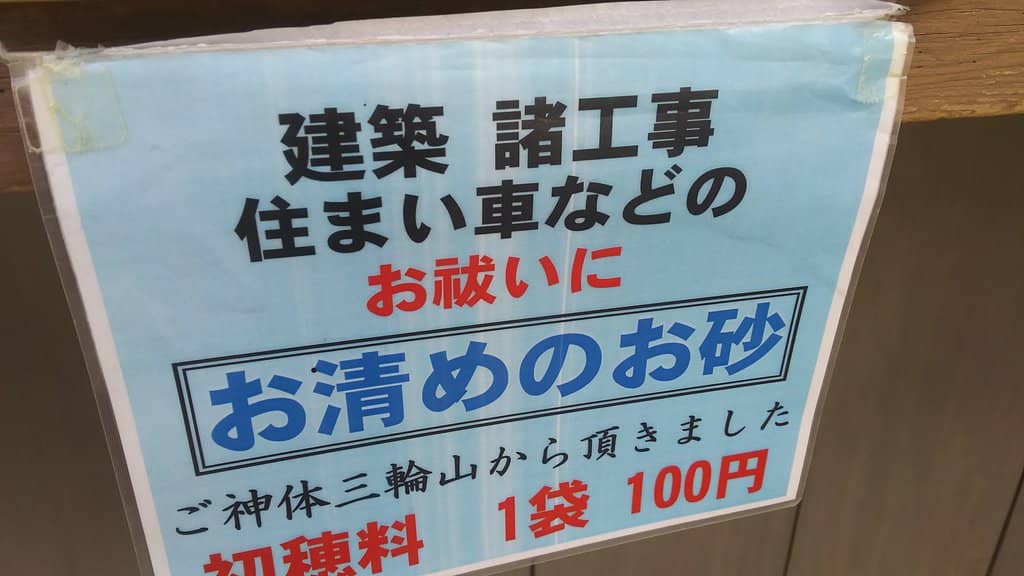 建築 諸工事
住まい車などの
お祓いに
お清めのお砂
ご神体三輪山から頂きました
初穂料 1袋 100円